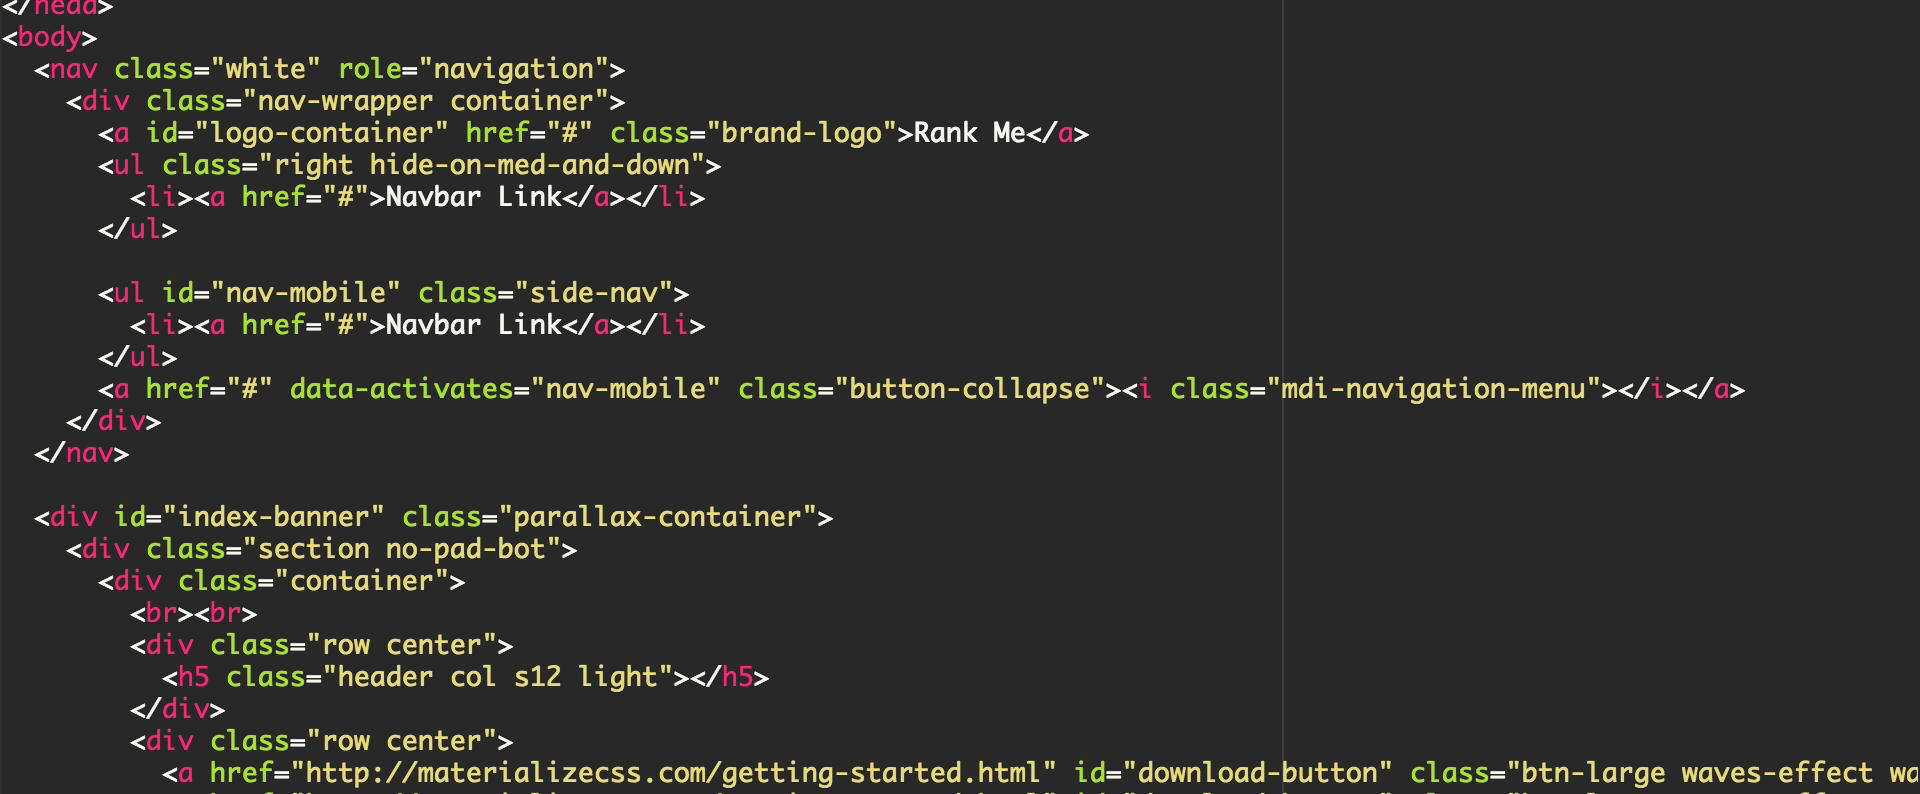 </head>
<body>
<nav class="white" role="navigation">
<div class="nav-wrapper container">
<a id="logo-container" href="#" class="brand-logo">Rank Me</a>
<ul class="right hide-on-med-and-down">
<li><a href="#">Navbar Link</a></li>
</ul>
<ul id="nav-mobile" class="side-nav">
<li><a href="#">Navbar Link</a></li>
</ul>
<a href="#" data-activates="nav-mobile" class="button-collapse"><i class="mdi-navigation-menu"></i></a>
</div>
</nav>
<div id="index-banner" class="parallax-container">
<div class="section no-pad-bot">
<div class="container">
<br><br>
<div class="row center">
<h5 class="header col s12 light"></h5>
</div>
<div class="row center">
<a href="http://materializecss.com/getting-started.html" id="download-button" class="btn-large waves-effect wa